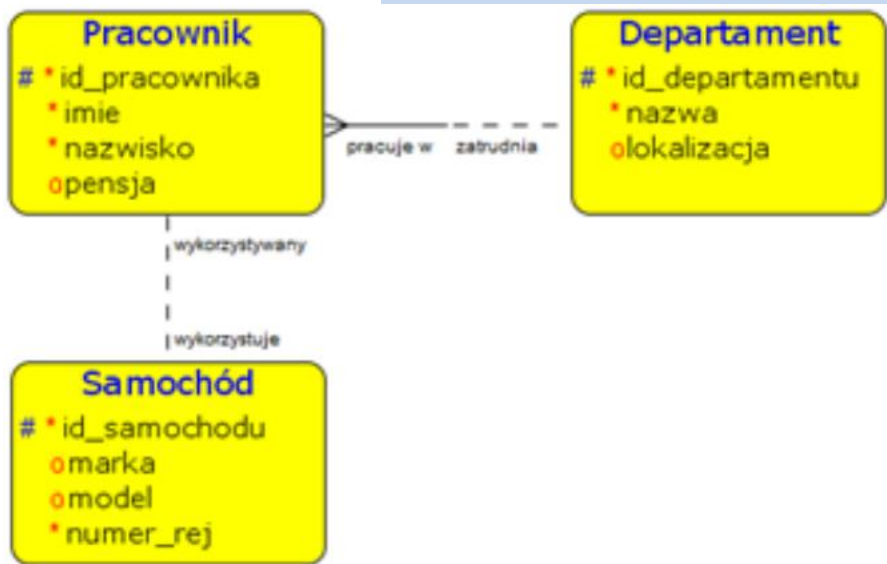 Pracownik
# * id_pracownika
* imie
* nazwisko
o pensja
pracuje w
zatrudnia
Departament
# * id_departamentu
* nazwa
o lokalizacja
wykorzystywany
wykorzystuje
Samochód
# * id_samochodu
o marka
o model
* numer_rej